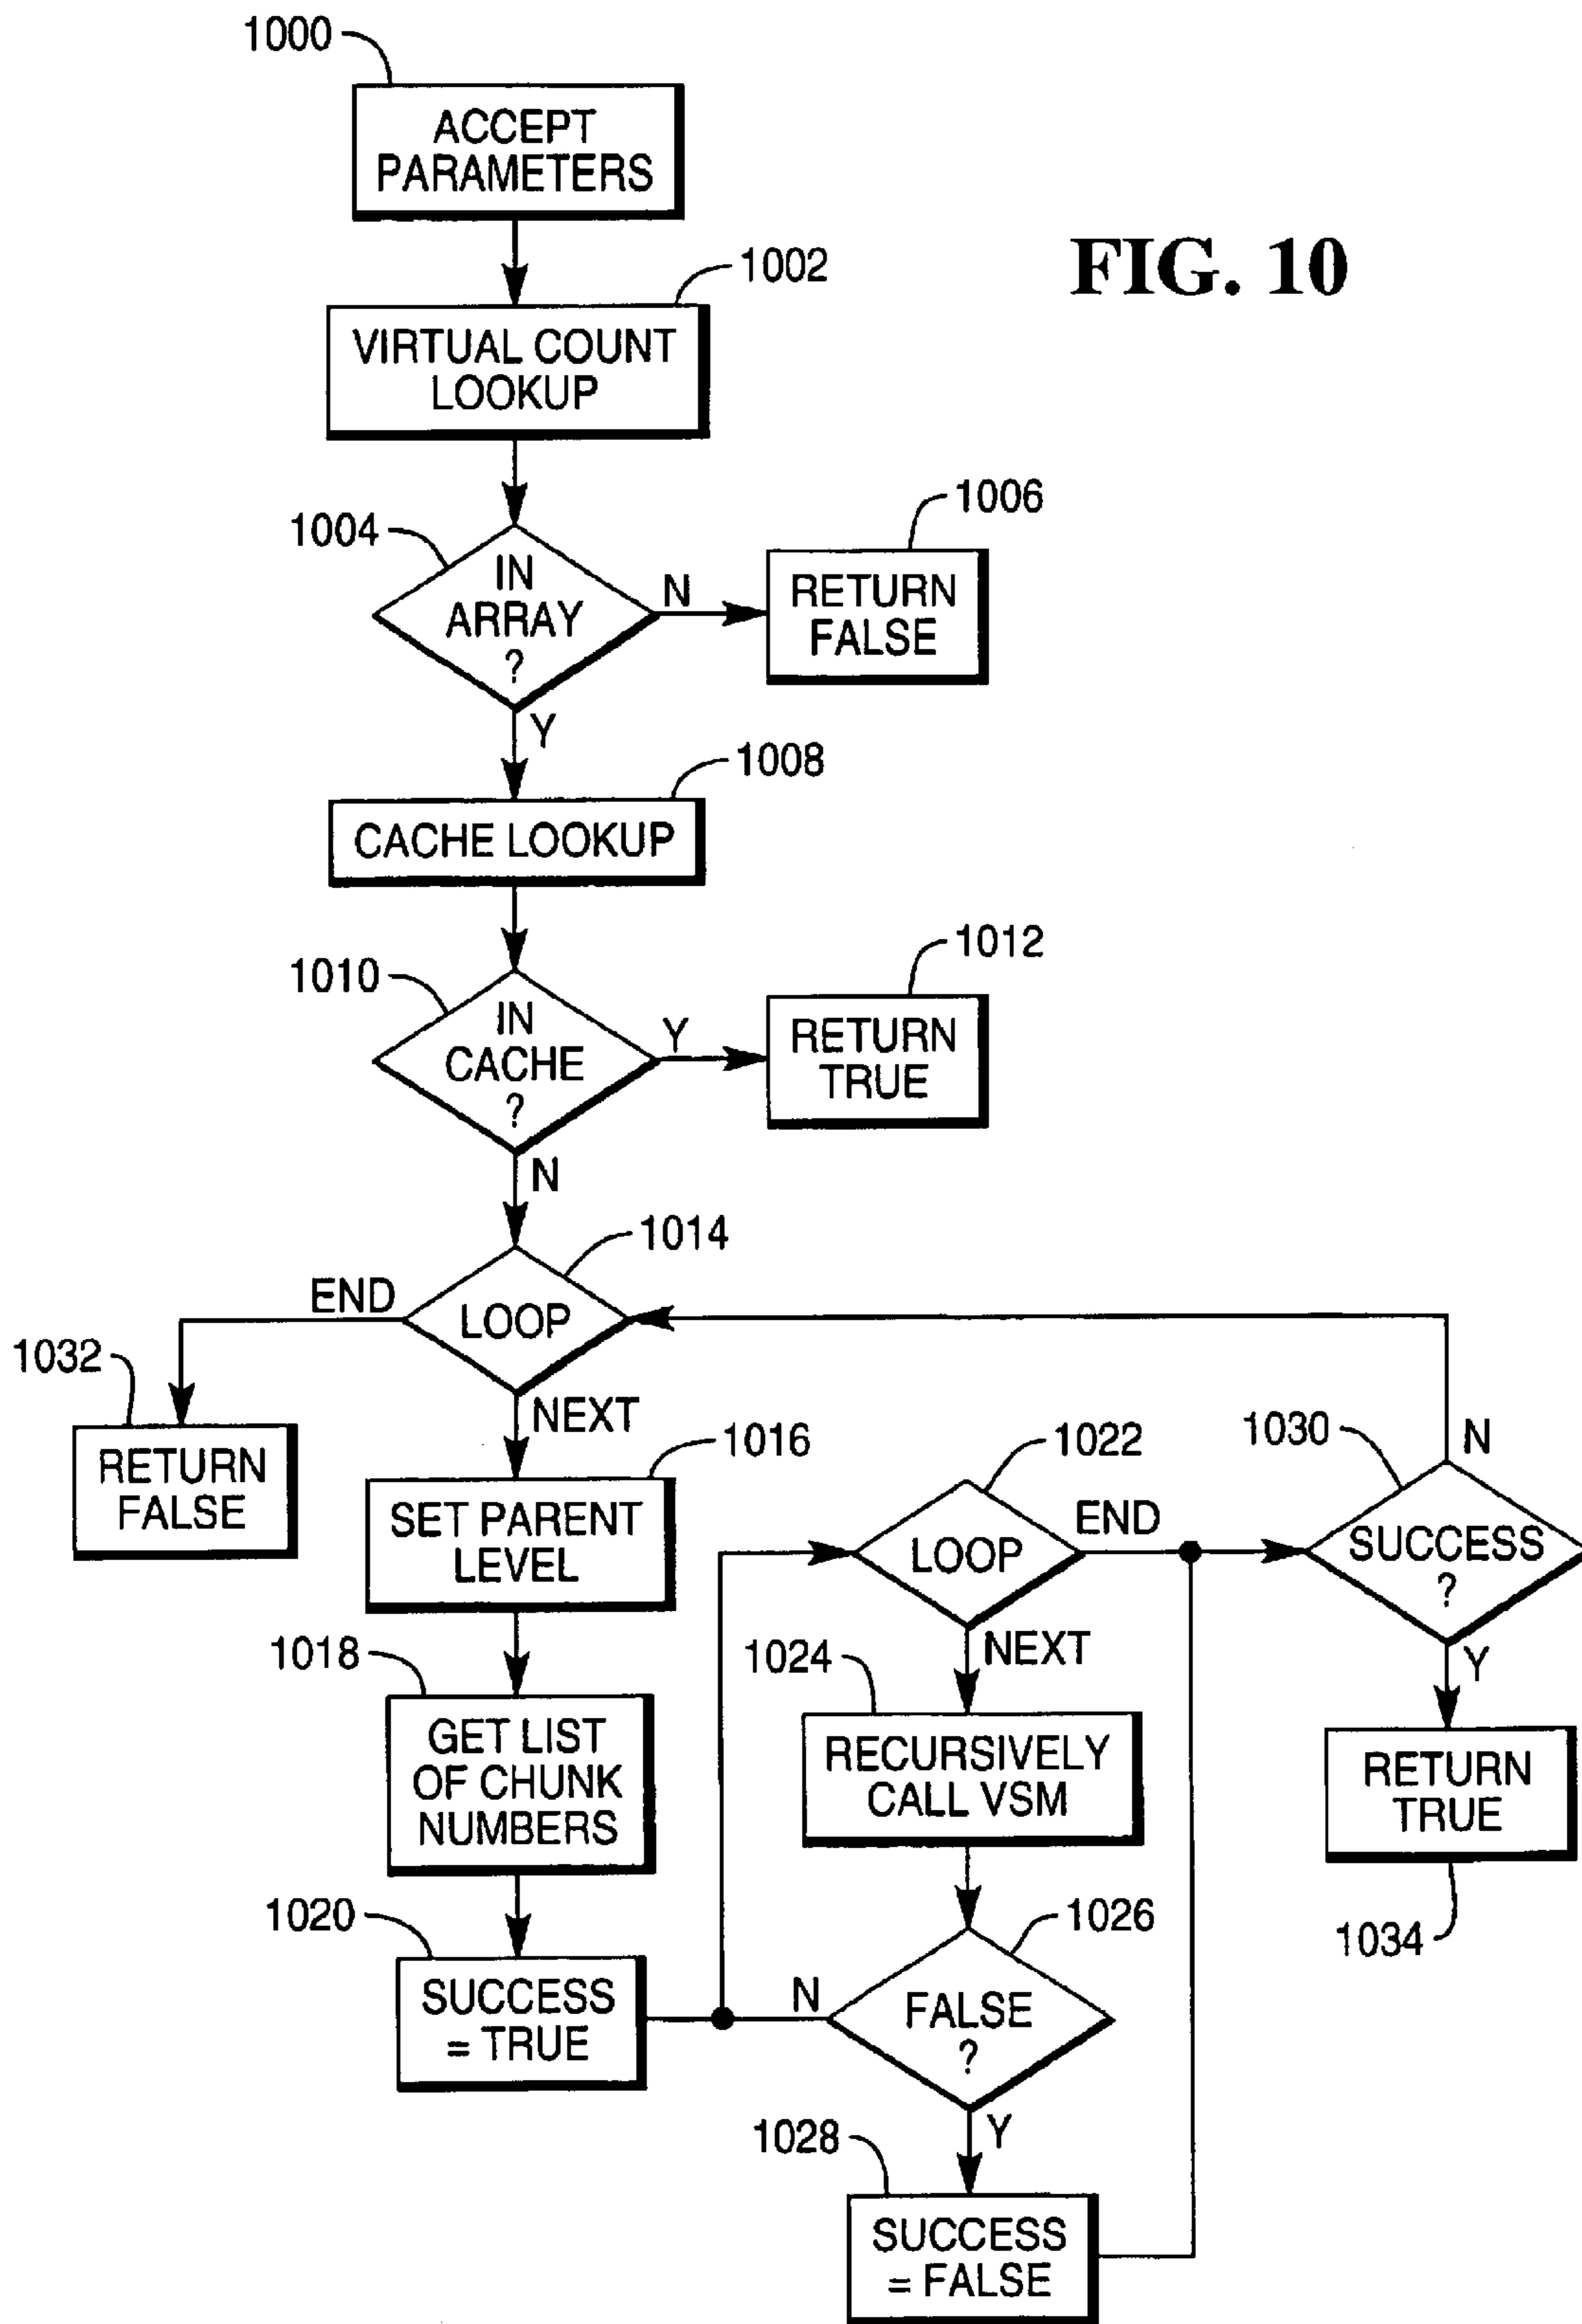 1000
ACCEPT
PARAMETERS
FIG. 10
1002
VIRTUAL COUNT
LOOKUP
1004
IN
ARRAY
?
N
Y
1006
RETURN
FALSE
1008
CACHE LOOKUP
1010
IN
CACHE
?
Y
N
1012
RETURN
TRUE
1014
LOOP
END
NEXT
1032
RETURN
FALSE
1016
SET PARENT
LEVEL
1018
GET LIST
OF CHUNK
NUMBERS
1020
SUCCESS
= TRUE
1022
LOOP
END
NEXT
1024
RECURSIVELY
CALL VSM
1026
FALSE
?
N
Y
1028
SUCCESS
= FALSE
1030
SUCCESS
?
N
Y
RETURN
TRUE
1034